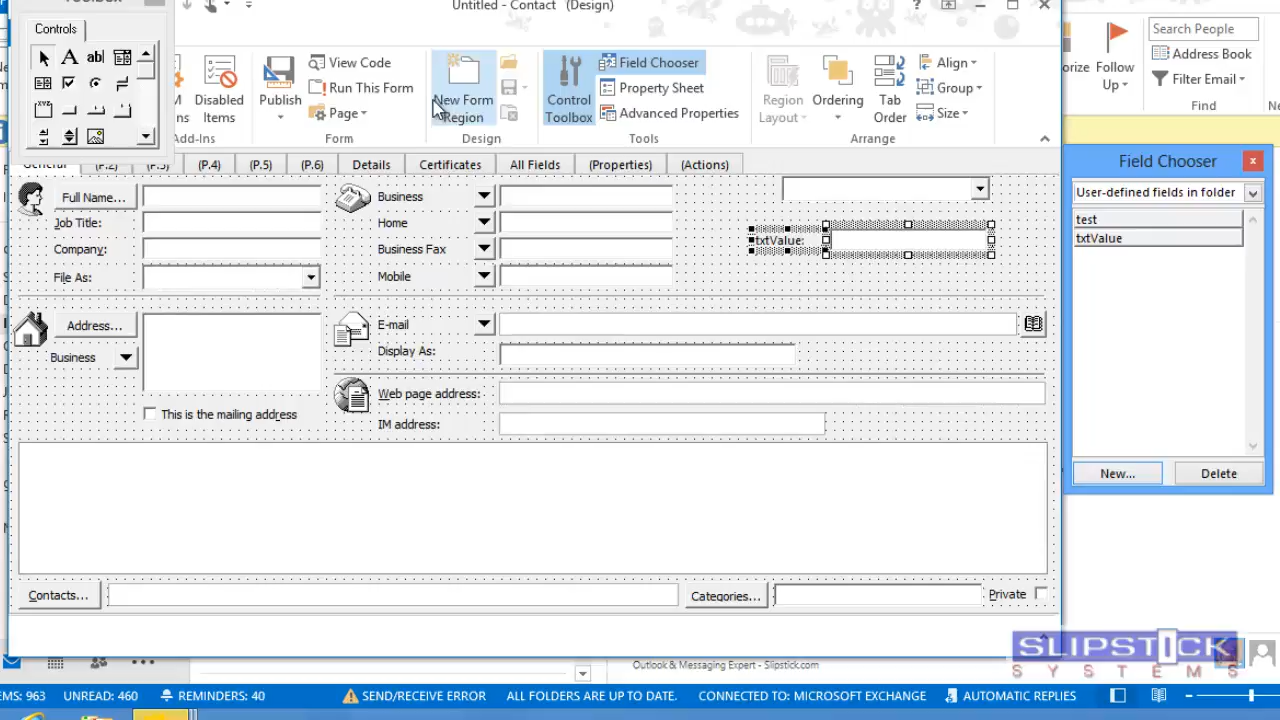 Untitled - Contact (Design)
Controls
Disabled Items
Add-Ins
Publish
View Code
Run This Form
Page
Form
New Form Region
Design
Control Toolbox
Field Chooser
Property Sheet
Advanced Properties
Tools
Region Layout
Ordering
Tab Order
Align
Group
Size
Arrange
Follow Up
Search People
Address Book
Filter Email
Find
General
(P.2)
(P.3)
(P.4)
(P.5)
(P.6)
Details
Certificates
All Fields
(Properties)
(Actions)
Full Name...
Job Title:
Company:
File As:
Business
Home
Business Fax
Mobile
txtValue:
Address...
Business
This is the mailing address
E-mail
Display As:
Web page address:
IM address:
Contacts...
Categories...
Private
Field Chooser
User-defined fields in folder
test
txtValue
New...
Delete
Outlook & Messaging Expert - Slipstick.com
SLIPSTICK
SYSTEMS
UNREAD: 460
REMINDERS: 40
SEND/RECEIVE ERROR
ALL FOLDERS ARE UP TO DATE.
CONNECTED TO: MICROSOFT EXCHANGE
AUTOMATIC REPLIES